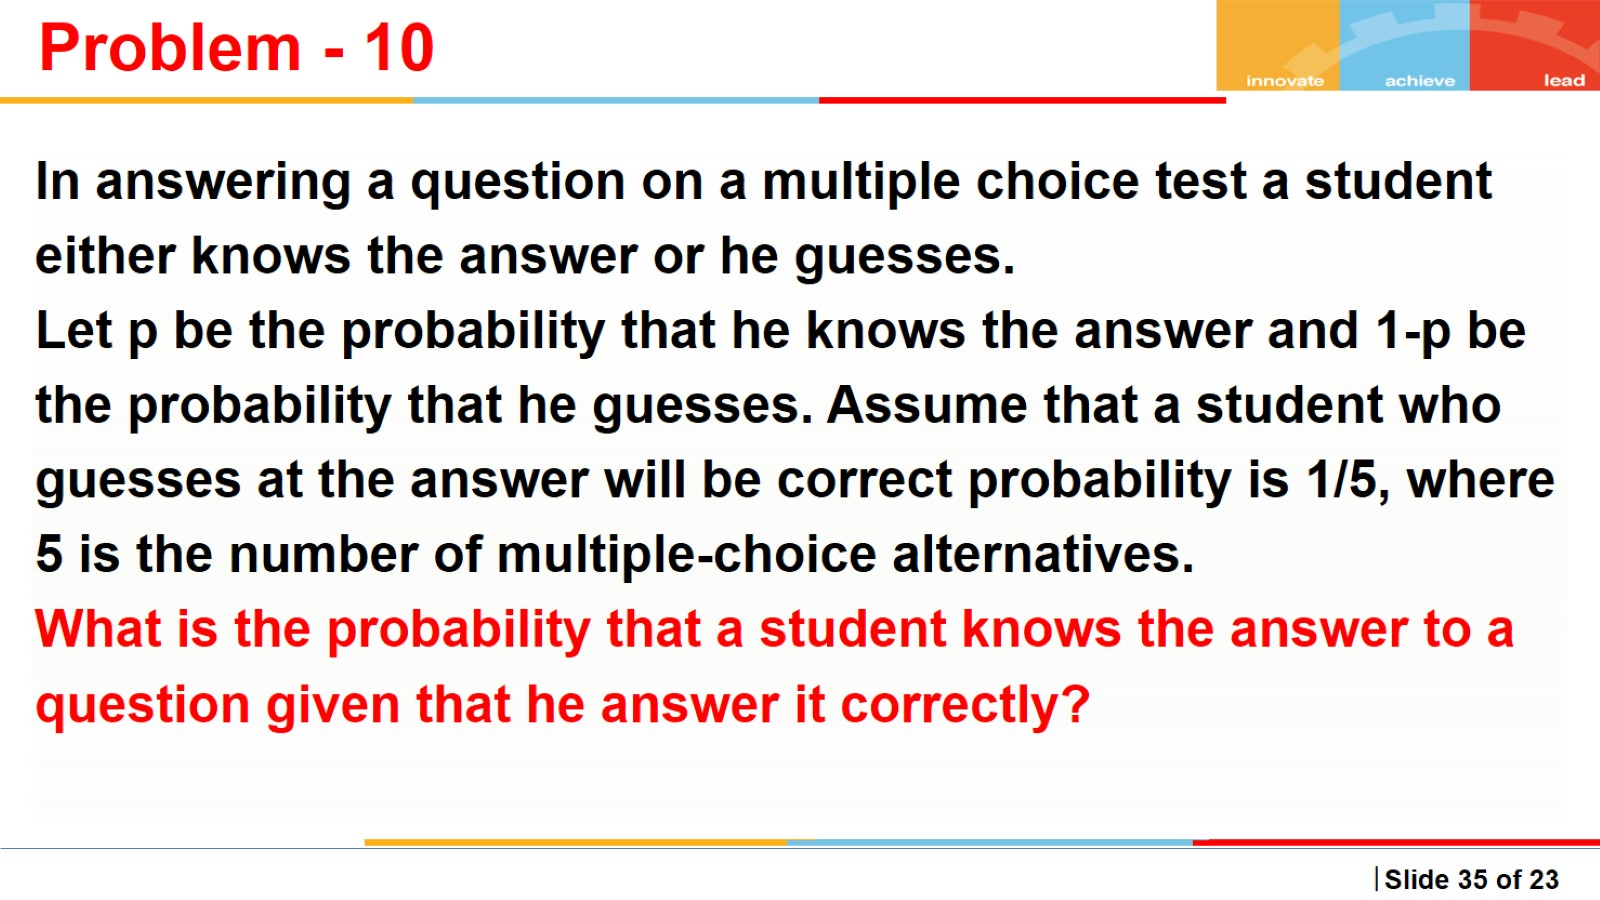 Problem - 10
innovate achieve lead
In answering a question on a multiple choice test a student
either knows the answer or he guesses.
Let p be the probability that he knows the answer and 1-p be
the probability that he guesses. Assume that a student who
guesses at the answer will be correct probability is 1/5, where
5 is the number of multiple-choice alternatives.
What is the probability that a student knows the answer to a
question given that he answer it correctly?
Slide 35 of 23